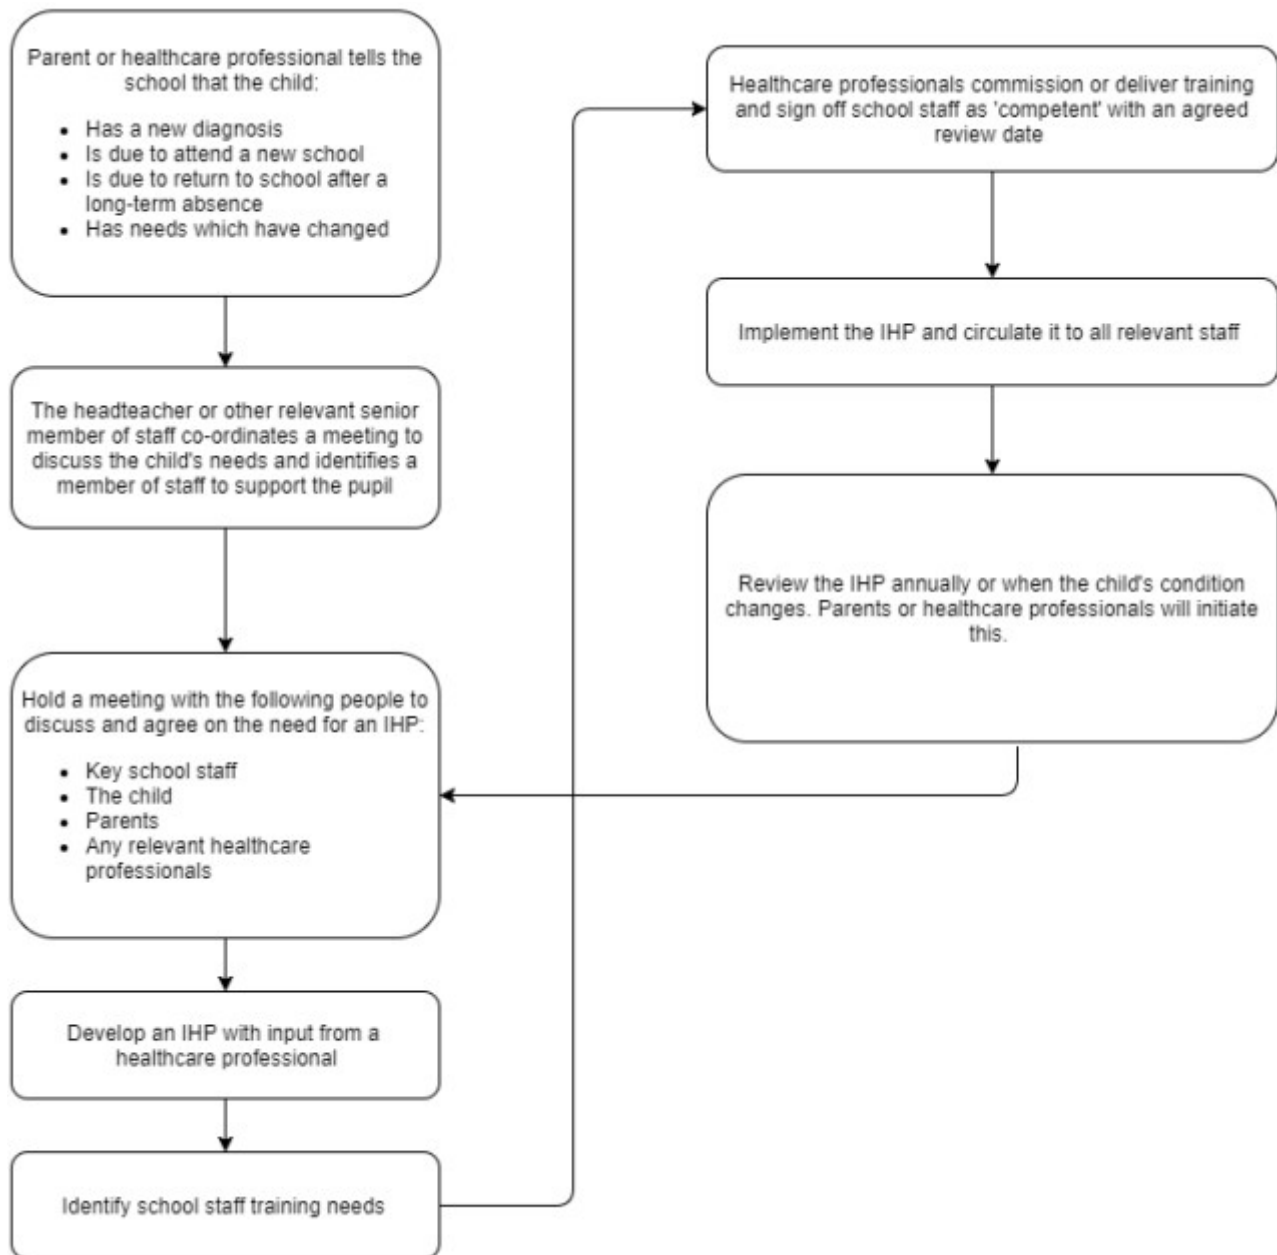 Parent or healthcare professional tells the
school that the child:
• Has a new diagnosis
• Is due to attend a new school
• Is due to return to school after a
long-term absence
• Has needs which have changed
The headteacher or other relevant senior
member of staff co-ordinates a meeting to
discuss the child's needs and identifies a
member of staff to support the pupil
Hold a meeting with the following people to
discuss and agree on the need for an IHP:
• Key school staff
• The child
• Parents
• Any relevant healthcare
professionals
Develop an IHP with input from a
healthcare professional
Identify school staff training needs
Healthcare professionals commission or deliver training
and sign off school staff as 'competent' with an agreed
review date
Implement the IHP and circulate it to all relevant staff
Review the IHP annually or when the child's condition
changes. Parents or healthcare professionals will initiate
this.